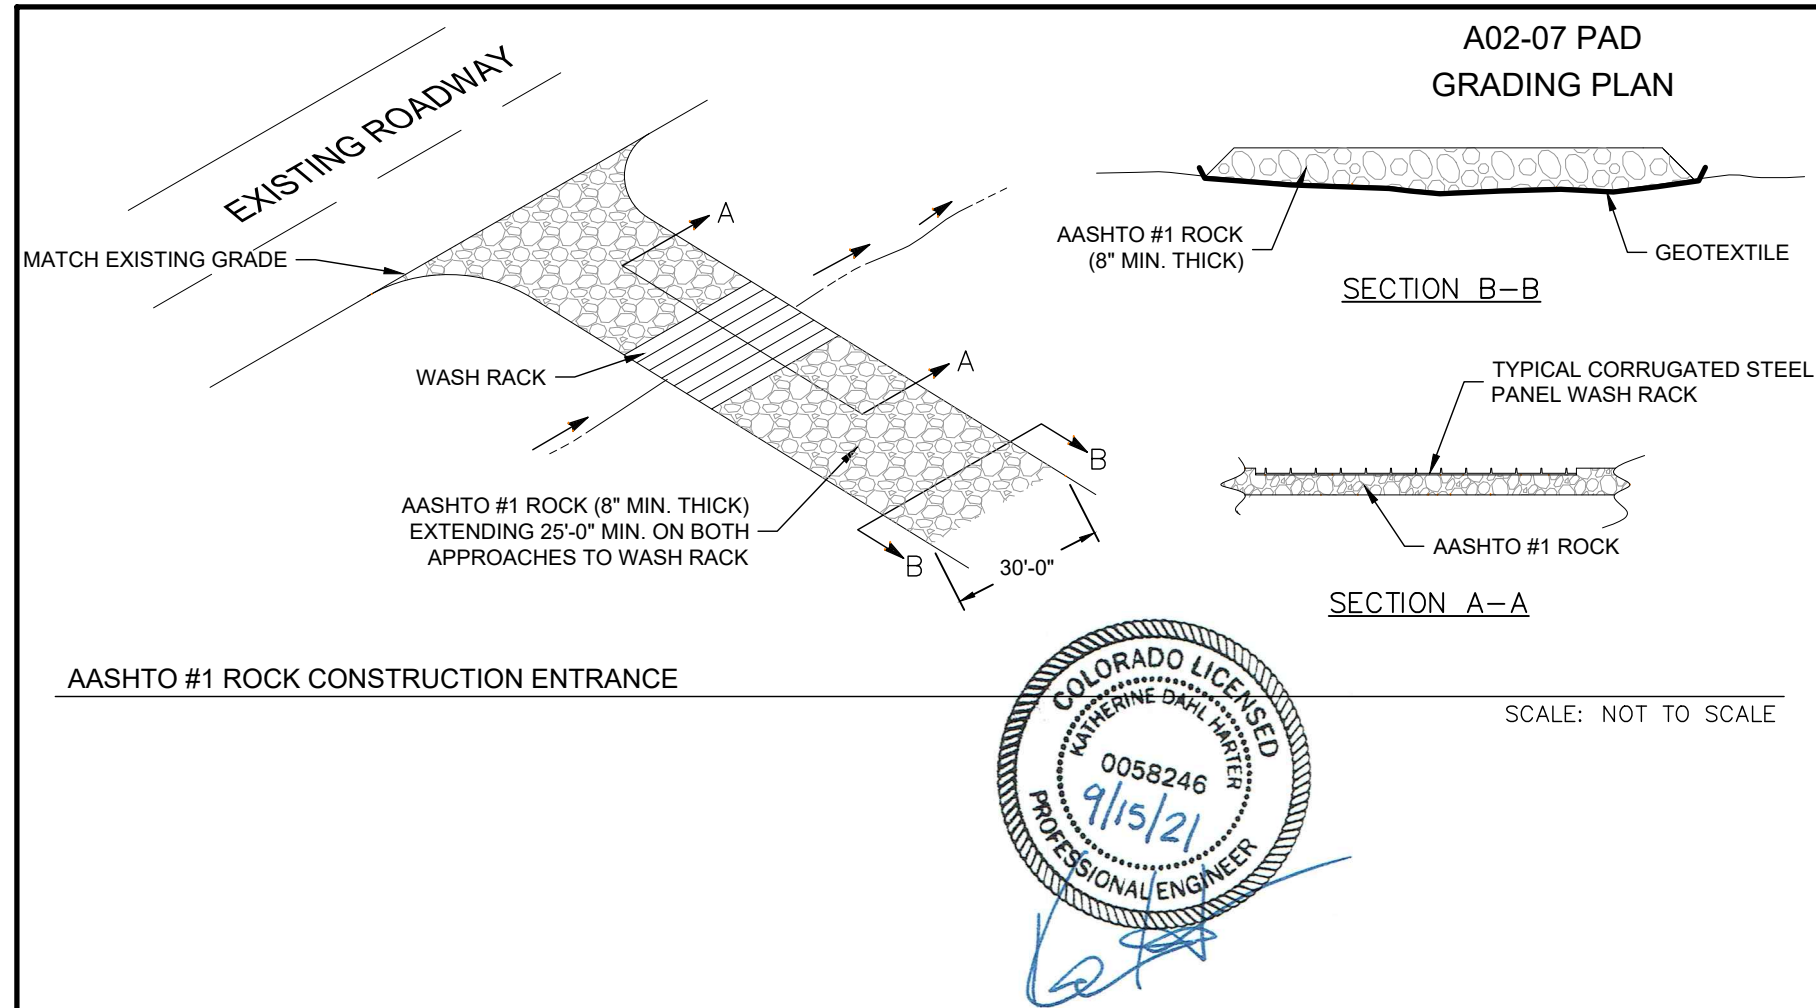 A02-07 PAD
GRADING PLAN
EXISTING ROADWAY
MATCH EXISTING GRADE
A
WASH RACK
A
AASHTO #1 ROCK (8" MIN. THICK)
EXTENDING 25'-0" MIN. ON BOTH
APPROACHES TO WASH RACK
B
B
30'-0"
AASHTO #1 ROCK
(8" MIN. THICK)
GEOTEXTILE
SECTION B-B
TYPICAL CORRUGATED STEEL
PANEL WASH RACK
AASHTO #1 ROCK
SECTION A-A
AASHTO #1 ROCK CONSTRUCTION ENTRANCE
SCALE: NOT TO SCALE
COLORADO LICENSED
KATHERINE DAHL HARTER
0058246
9/15/21
PROFESSIONAL ENGINEER